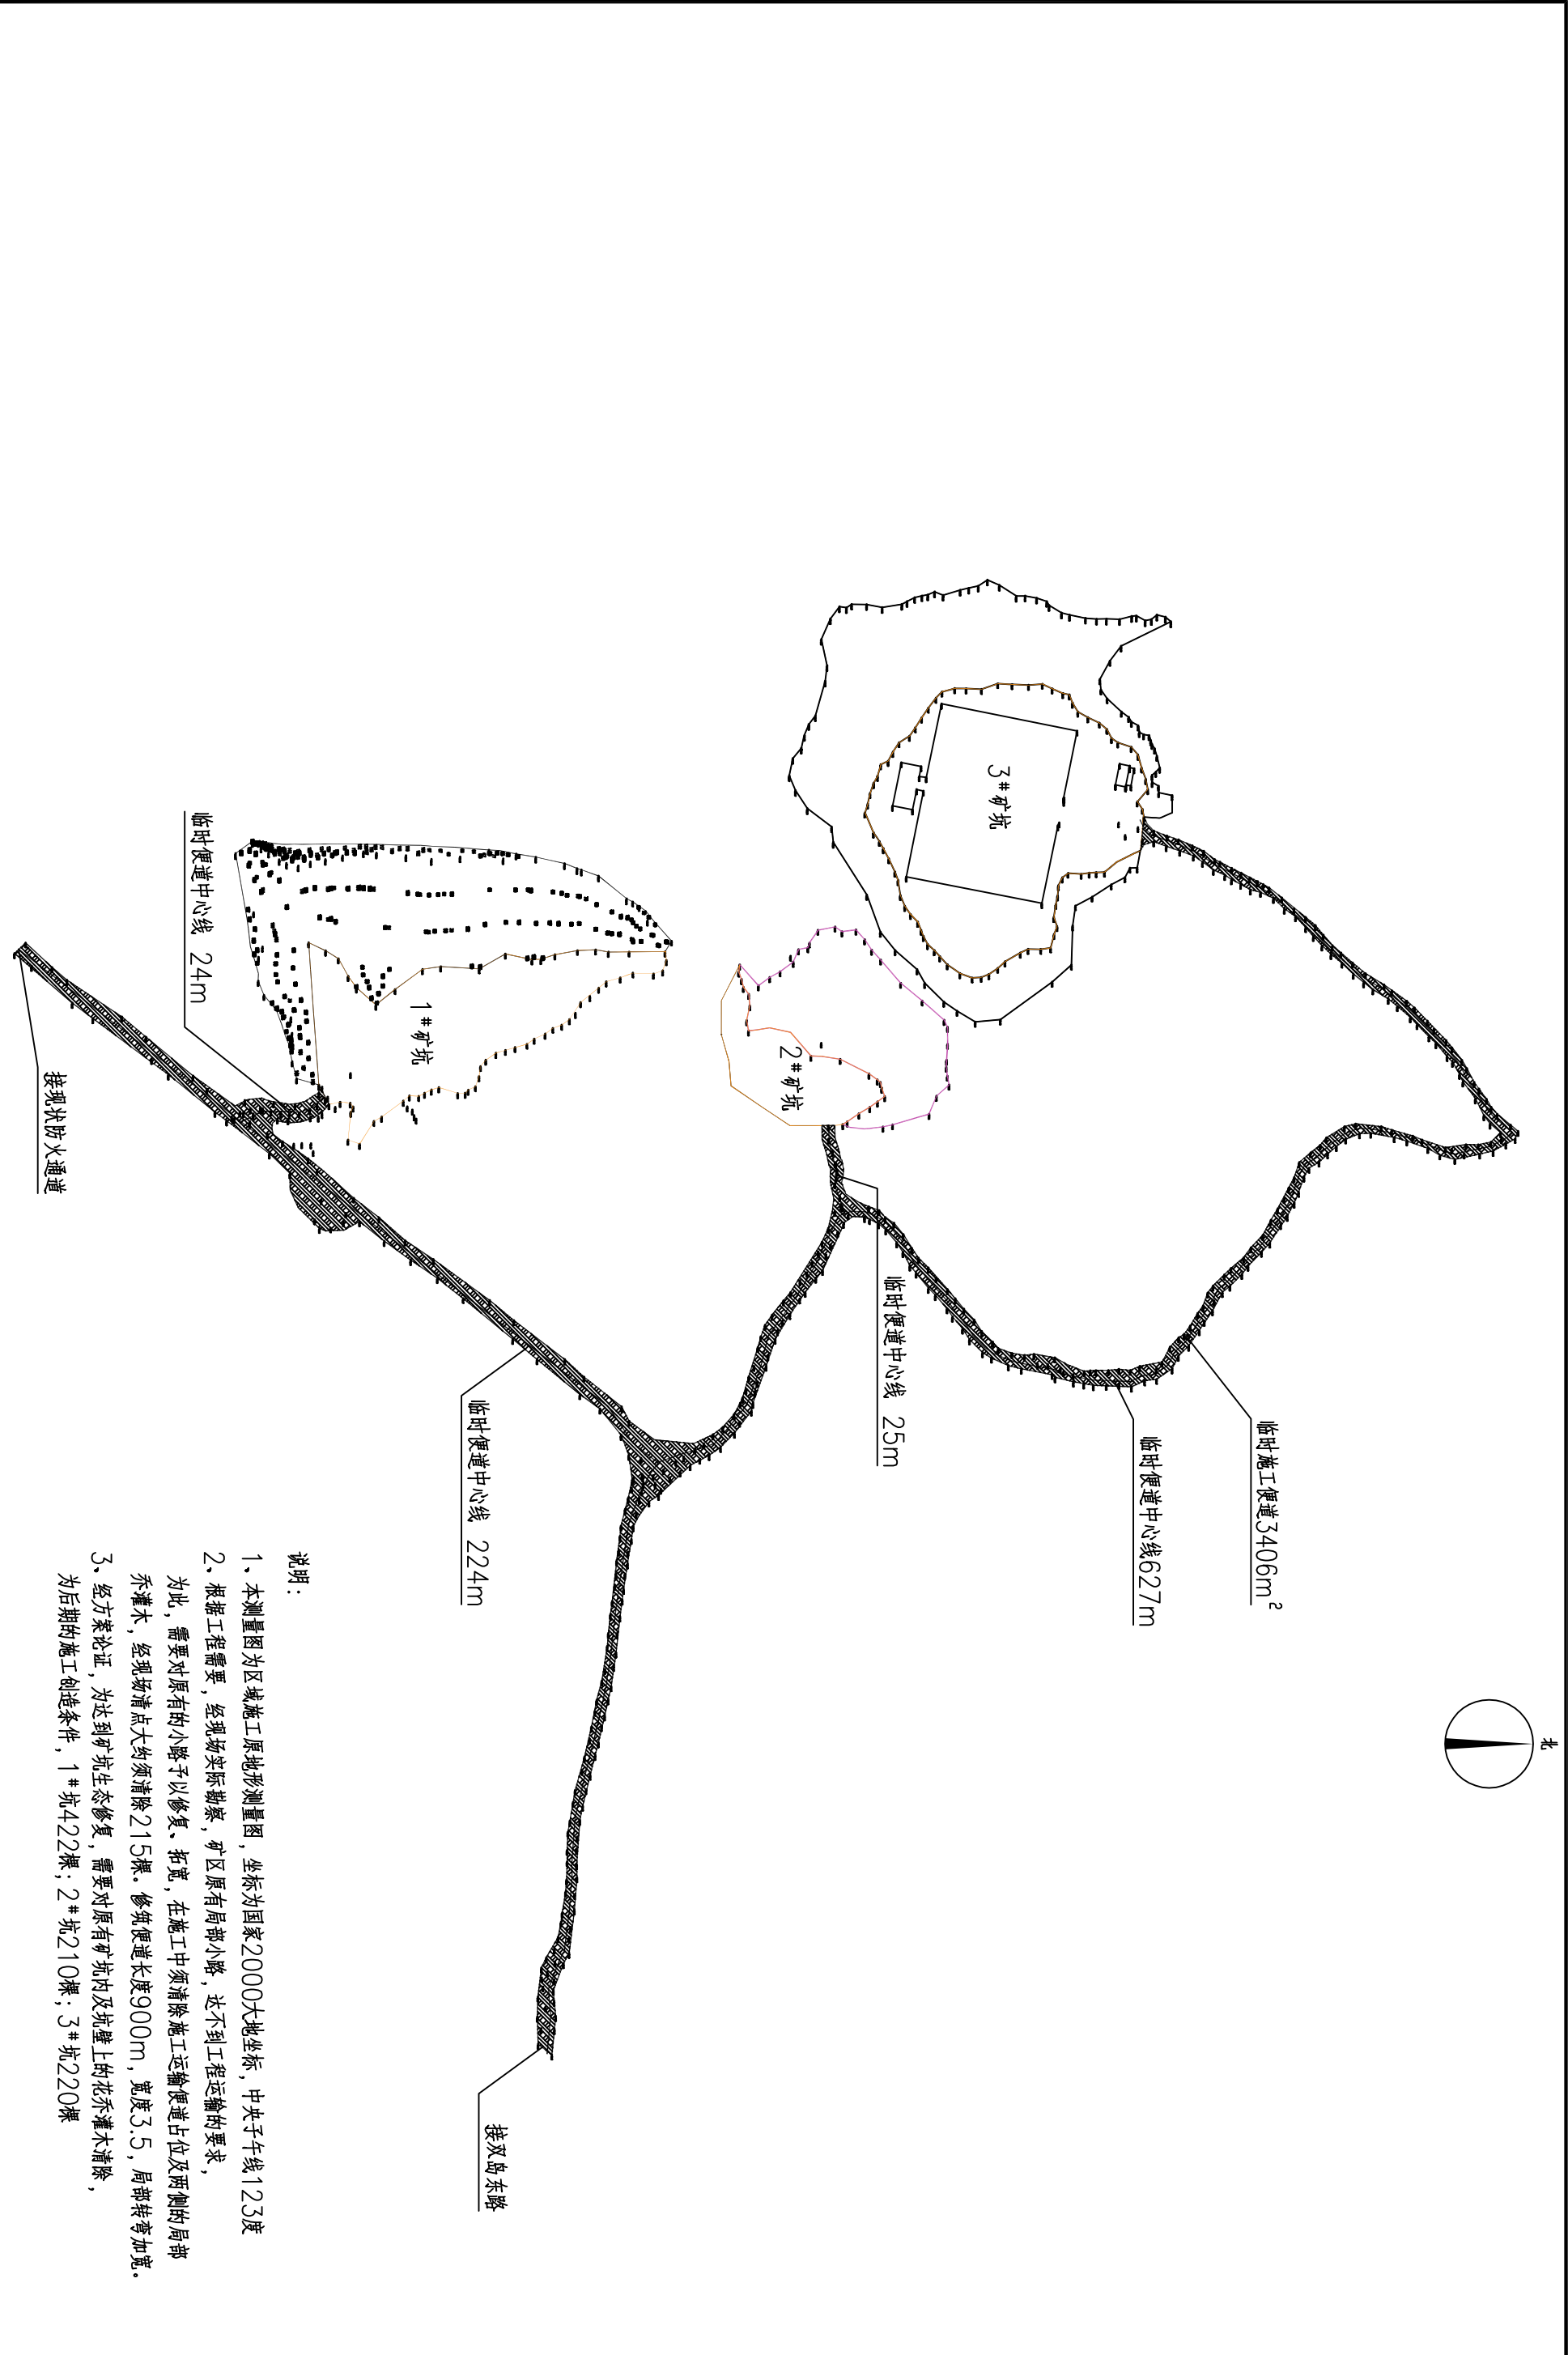 北
临时施工便道3406m²
临时便道中心线627m
3#矿坑
临时便道中心线 25m
2#矿坑
1#矿坑
临时便道中心线 224m
接双岛东路
临时便道中心线 24m
接现状防火通道
说明：
1、本测量图为区域施工原地形测量图，坐标为国家2000大地坐标，中央子午线123度
2、根据工程需要，经现场实际勘察，矿区原有局部小路，达不到工程运输的要求，
为此，需要对原有的小路予以修复、拓宽，在施工中须清除施工运输便道占位及两侧的局部
乔灌木，经现场清点大约须清除215棵。修筑便道长度900m，宽度3.5，局部转弯加宽。
3、经方案论证，为达到矿坑生态修复，需要对原有矿坑内及坑壁上的花乔灌木清除，
为后期的施工创造条件，1#坑422棵；2#坑210棵；3#坑220棵